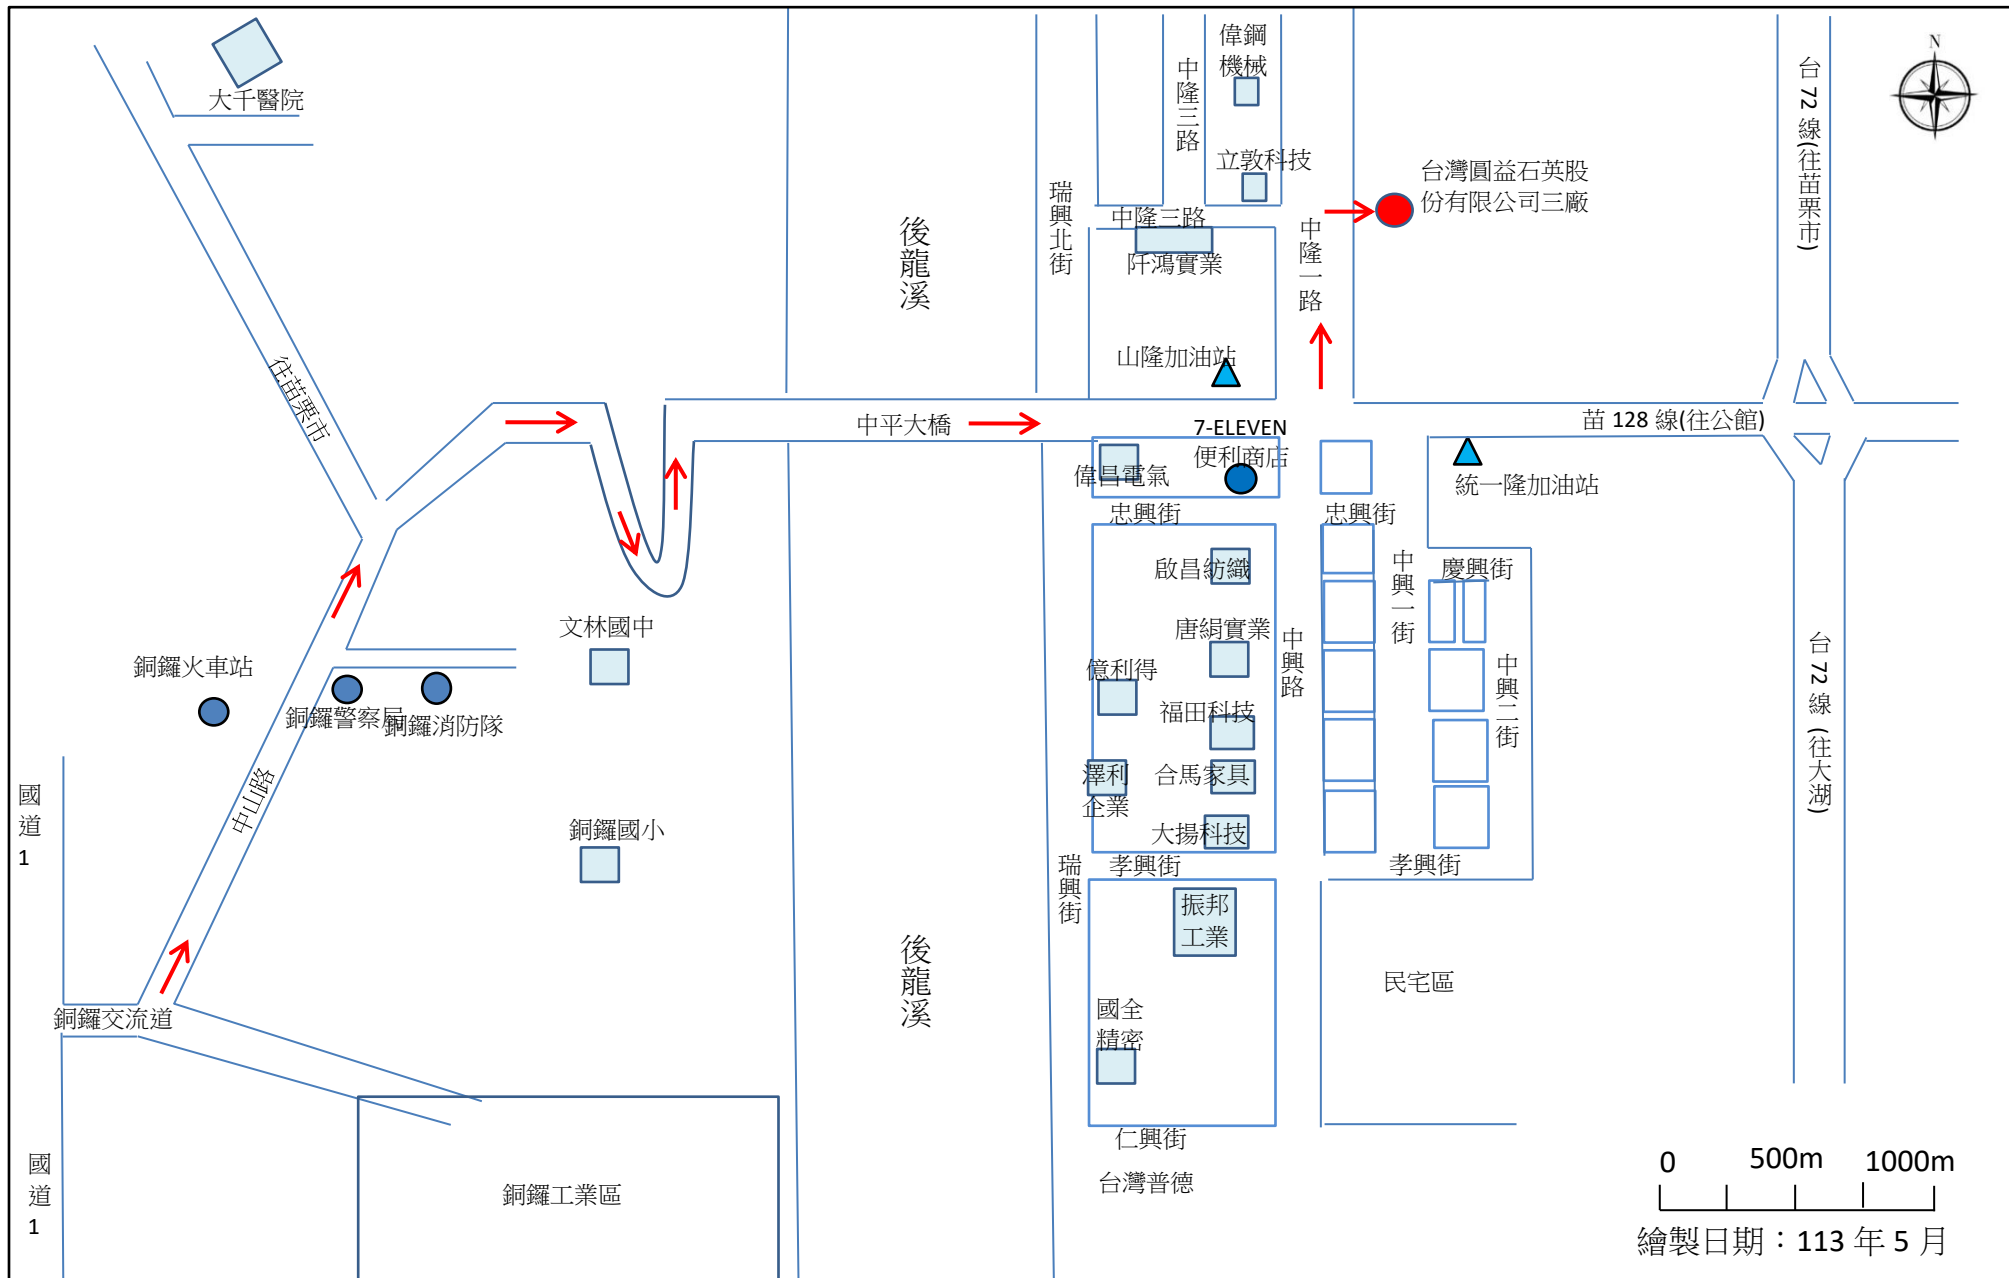 大千醫院
往苗栗市
銅鑼火車站
銅鑼警察局
銅鑼消防隊
中山路
國
道
1
銅鑼交流道
國
道
1
文林國中
銅鑼國小
銅鑼工業區
後龍溪
後龍溪
中平大橋
瑞興北街
中隆三路
偉鋼
機械
立敦科技
中隆三路
阡鴻實業
山隆加油站
中隆一路
台灣圓益石英股
份有限公司三廠
N
台 72 線(往苗栗市)
苗 128 線(往公館)
7-ELEVEN
便利商店
偉昌電氣
統一隆加油站
忠興街
忠興街
啟昌紡織
唐絹實業
億利得
福田科技
澤利
企業
合馬家具
大揚科技
中興路
中興一街
慶興街
中興二街
台 72 線 (往大湖)
瑞興街
孝興街
孝興街
振邦
工業
國全
精密
民宅區
仁興街
台灣普德
0 500m 1000m
繪製日期：113 年 5 月